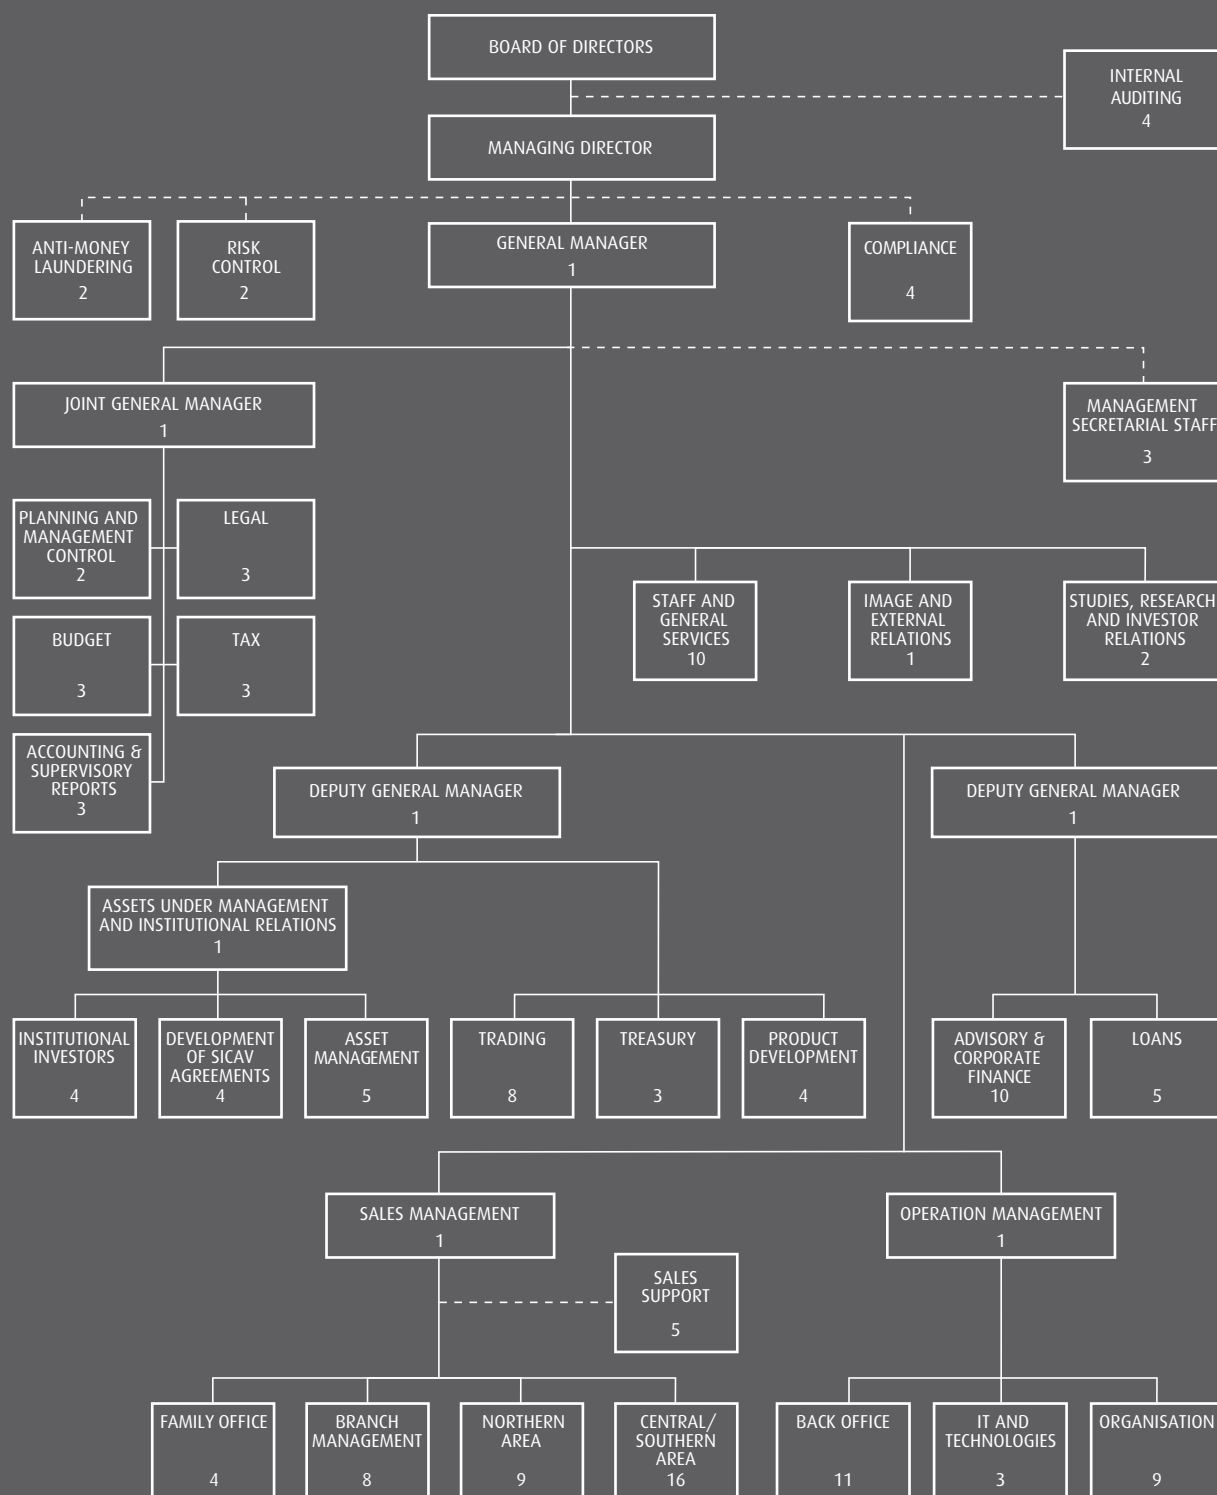 BOARD OF DIRECTORS
INTERNAL
AUDITING
4
MANAGING DIRECTOR
ANTI-MONEY
LAUNDERING
2
RISK
CONTROL
2
GENERAL MANAGER
1
COMPLIANCE
4
JOINT GENERAL MANAGER
1
MANAGEMENT
SECRETARIAL STAFF
3
PLANNING AND
MANAGEMENT
CONTROL
2
LEGAL
3
STAFF AND
GENERAL
SERVICES
10
IMAGE AND
EXTERNAL
RELATIONS
1
STUDIES, RESEARCH
AND INVESTOR
RELATIONS
2
BUDGET
3
TAX
3
ACCOUNTING &
SUPERVISORY
REPORTS
3
DEPUTY GENERAL MANAGER
1
DEPUTY GENERAL MANAGER
1
ASSETS UNDER MANAGEMENT
AND INSTITUTIONAL RELATIONS
1
INSTITUTIONAL
INVESTORS
4
DEVELOPMENT
OF SICAV
AGREEMENTS
4
ASSET
MANAGEMENT
5
TRADING
8
TREASURY
3
PRODUCT
DEVELOPMENT
4
ADVISORY &
CORPORATE
FINANCE
10
LOANS
5
SALES MANAGEMENT
1
OPERATION MANAGEMENT
1
SALES
SUPPORT
5
FAMILY OFFICE
4
BRANCH
MANAGEMENT
8
NORTHERN
AREA
9
CENTRAL/
SOUTHERN
AREA
16
BACK OFFICE
11
IT AND
TECHNOLOGIES
3
ORGANISATION
9